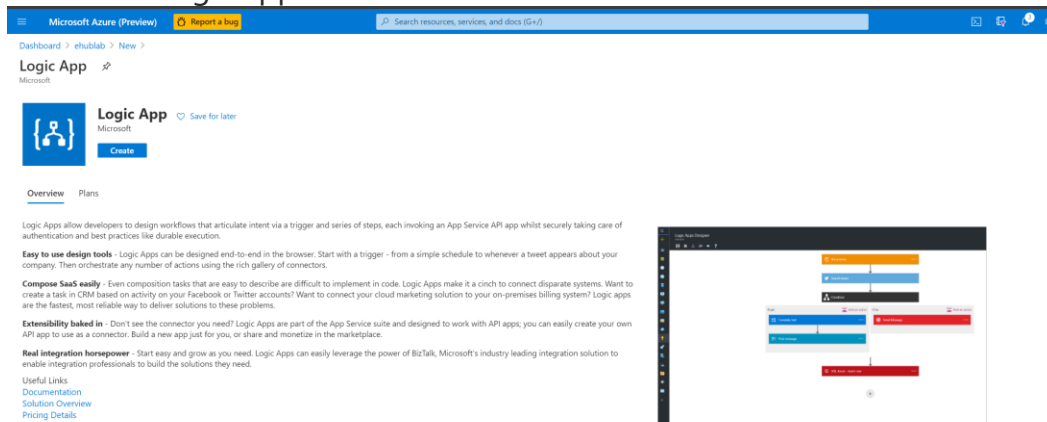 Microsoft Azure (Preview)
Report a bug
Search resources, services, and docs (G+/)
Dashboard > ehublab > New >
Logic App
Microsoft
Logic App
Save for later
Microsoft
Create
Overview
Plans
Logic Apps allow developers to design workflows that articulate intent via a trigger and series of steps, each invoking an App Service API app whilst securely taking care of
authentication and best practices like durable execution.
Easy to use design tools - Logic Apps can be designed end-to-end in the browser. Start with a trigger - from a simple schedule to whenever a tweet appears about your
company. Then orchestrate any number of actions using the rich gallery of connectors.
Compose SaaS easily - Even composition tasks that are easy to describe are difficult to implement in code. Logic Apps make it a cinch to connect disparate systems. Want to
create a task in CRM based on activity on your Facebook or Twitter accounts? Want to connect your cloud marketing solution to your on-premises billing system? Logic apps
are the fastest, most reliable way to deliver solutions to these problems.
Extensibility baked in - Don't see the connector you need? Logic Apps are part of the App Service suite and designed to work with API apps; you can easily create your own
API app to use as a connector. Build a new app just for you, or share and monetize in the marketplace.
Real integration horsepower - Start easy and grow as you need. Logic Apps can easily leverage the power of BizTalk, Microsoft's industry leading integration solution to
enable integration professionals to build the solutions they need.
Useful Links
Documentation
Solution Overview
Pricing Details
Logic Apps Designer